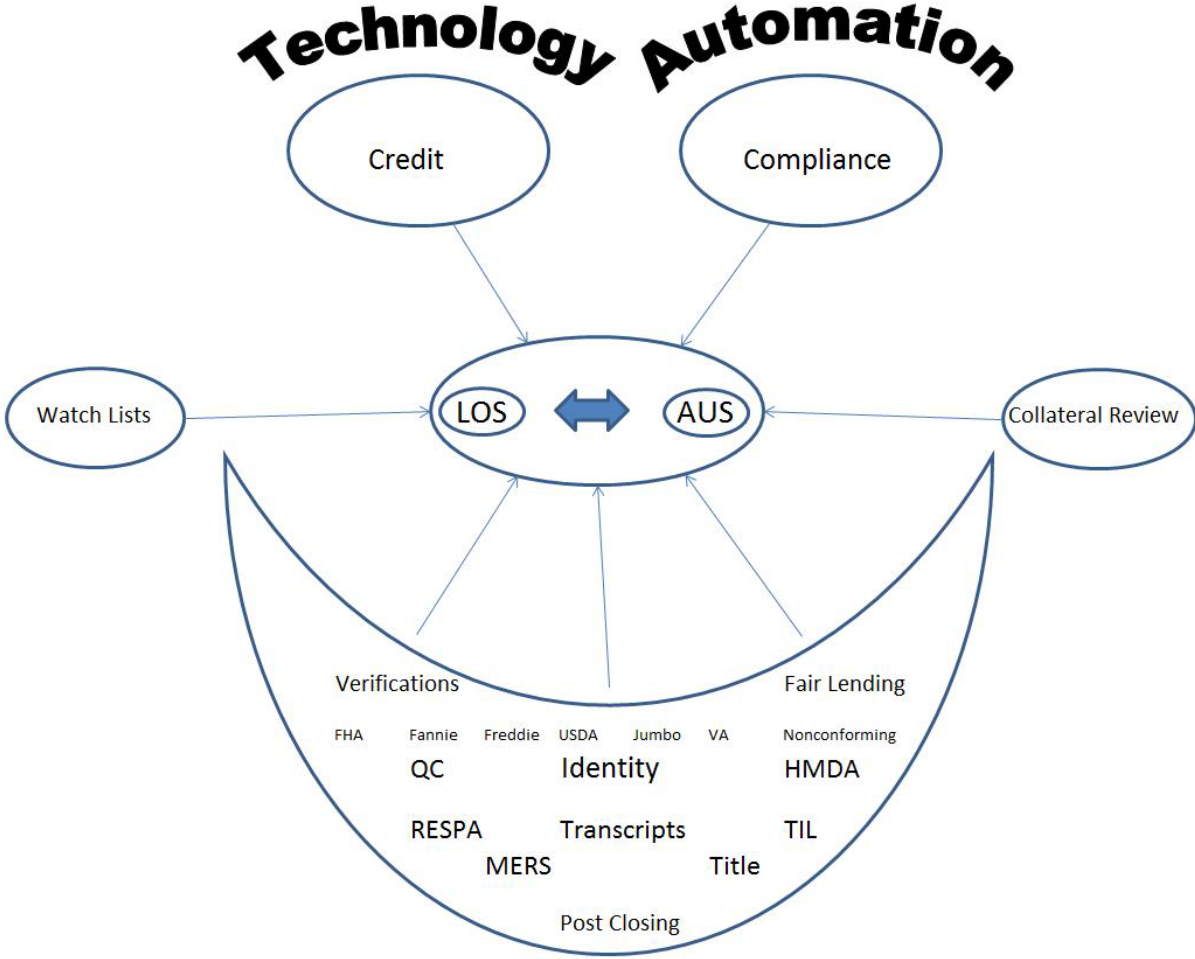 Technology Automation
Credit
Compliance
Watch Lists
LOS
AUS
Collateral Review
Verifications
Fair Lending
FHA Fannie Freddie USDA Jumbo VA Nonconforming
QC Identity HMDA
RESPA Transcripts TIL
MERS Title
Post Closing